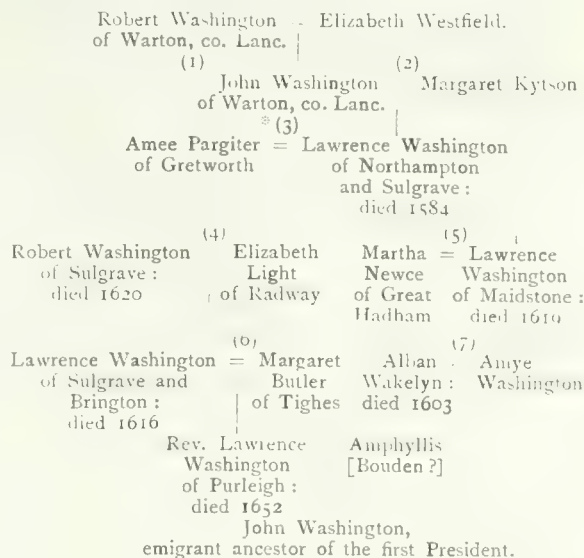 Robert Washington - Elizabeth Westfield.
of Warton, co. Lanc.
(1) (2)
John Washington Margaret Kytson
of Warton, co. Lanc.
* (3)
Amee Pargiter = Lawrence Washington
of Gretworth of Northampton
and Sulgrave :
died 1584
(4) (5)
Robert Washington Elizabeth Martha = Lawrence
of Sulgrave : Light Newce Washington
died 1620 of Radway of Great of Maidstone :
Hadham died 1619
(6) (7)
Lawrence Washington = Margaret Alban - Amye
of Sulgrave and Butler Wakelyn : Washington
Brington : of Tighes died 1603
died 1616
Rev. Lawrence Amphyllis
Washington [Bouden ?]
of Purleigh :
died 1652
John Washington,
emigrant ancestor of the first President.